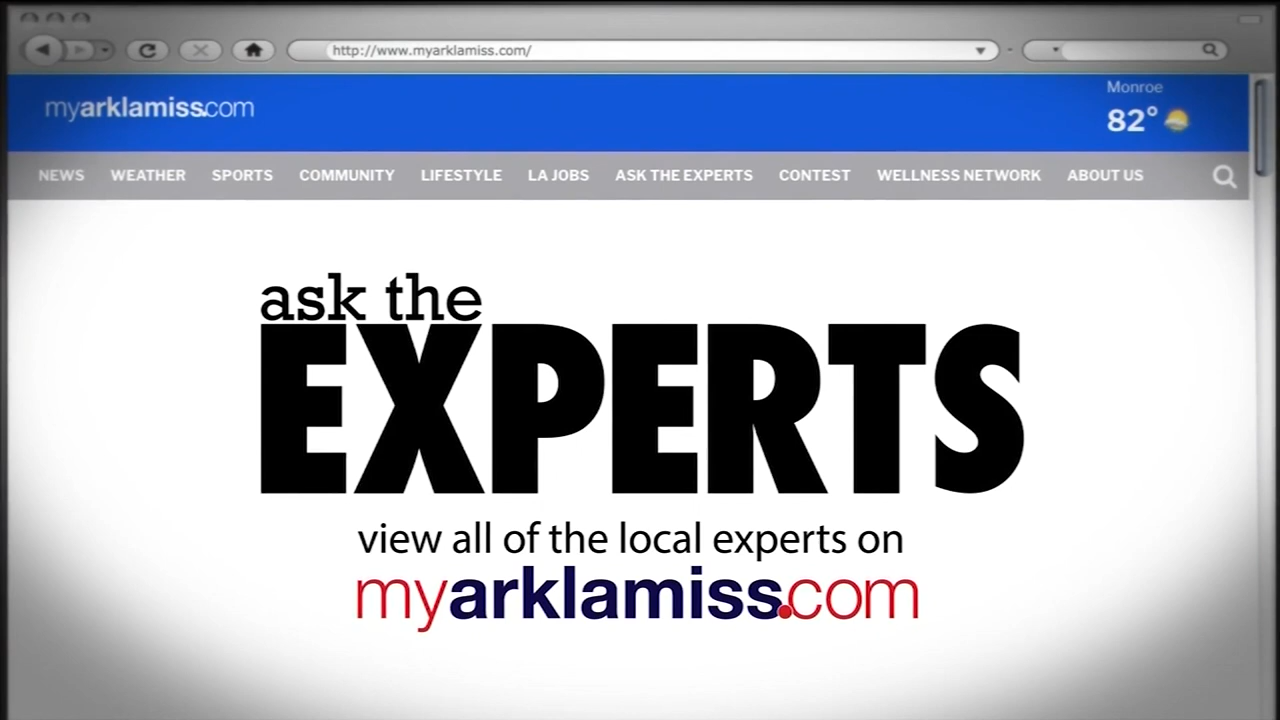 http://www.myarklamiss.com/
myarklamiss.com
Monroe
82°
NEWS WEATHER SPORTS COMMUNITY LIFESTYLE LA JOBS ASK THE EXPERTS CONTEST WELLNESS NETWORK ABOUT US
ask the
EXPERTS
view all of the local experts on
myarklamiss.com